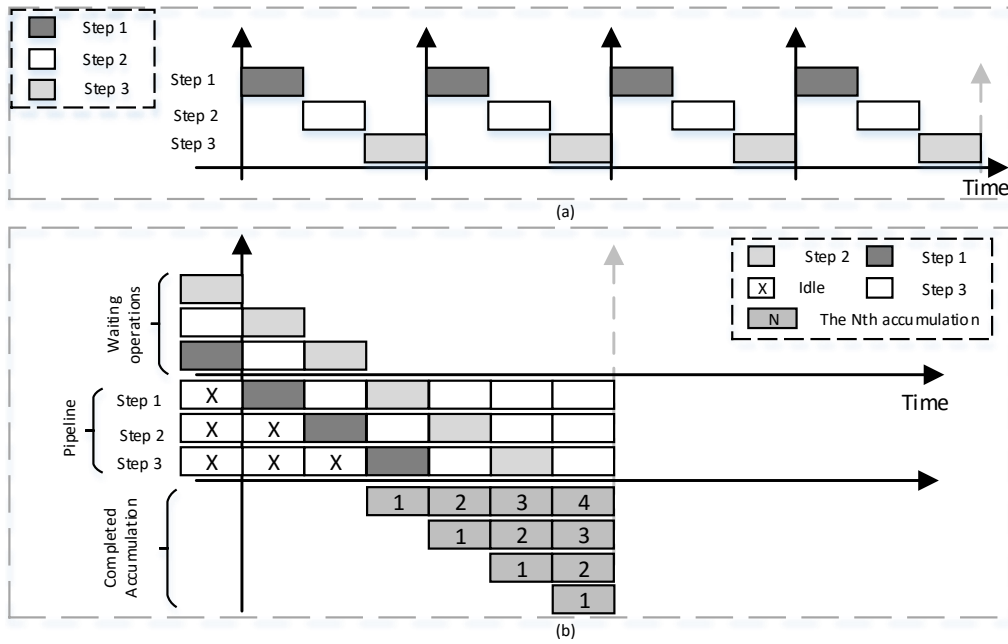 Step 1
Step 2
Step 3
Step 1
Step 2
Step 3
Time
(a)
Step 2 Step 1
X Idle Step 3
N The Nth accumulation
Waiting
operations
Time
Pipeline
Step 1 X
Step 2 X X
Step 3 X X X
Completed
Accumulation
1 2 3 4
1 2 3
1 2
1
(b)